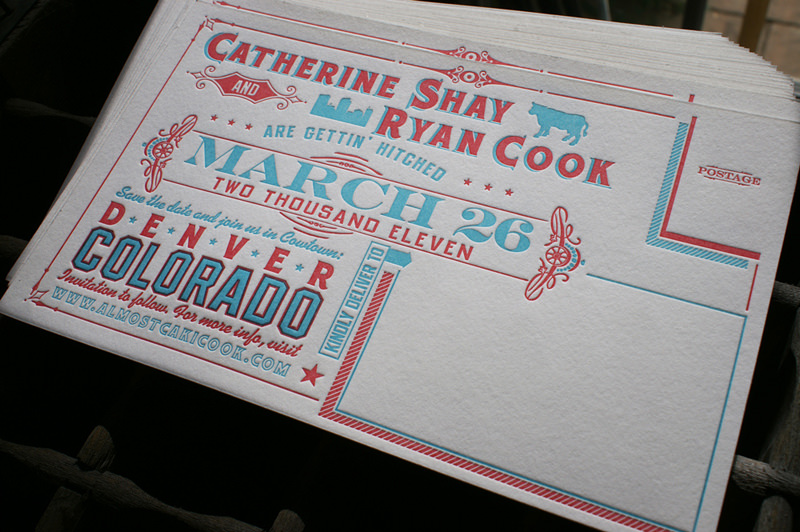 CATHERINE SHAY
AND
RYAN COOK
ARE GETTIN' HITCHED
MARCH 26
TWO THOUSAND ELEVEN
Save the date and join us in Cowtown:
DENVER
COLORADO
Invitation to follow. For more info, visit
WWW.ALMOSTCAKICOOK.COM
KINDLY DELIVER TO
POSTAGE